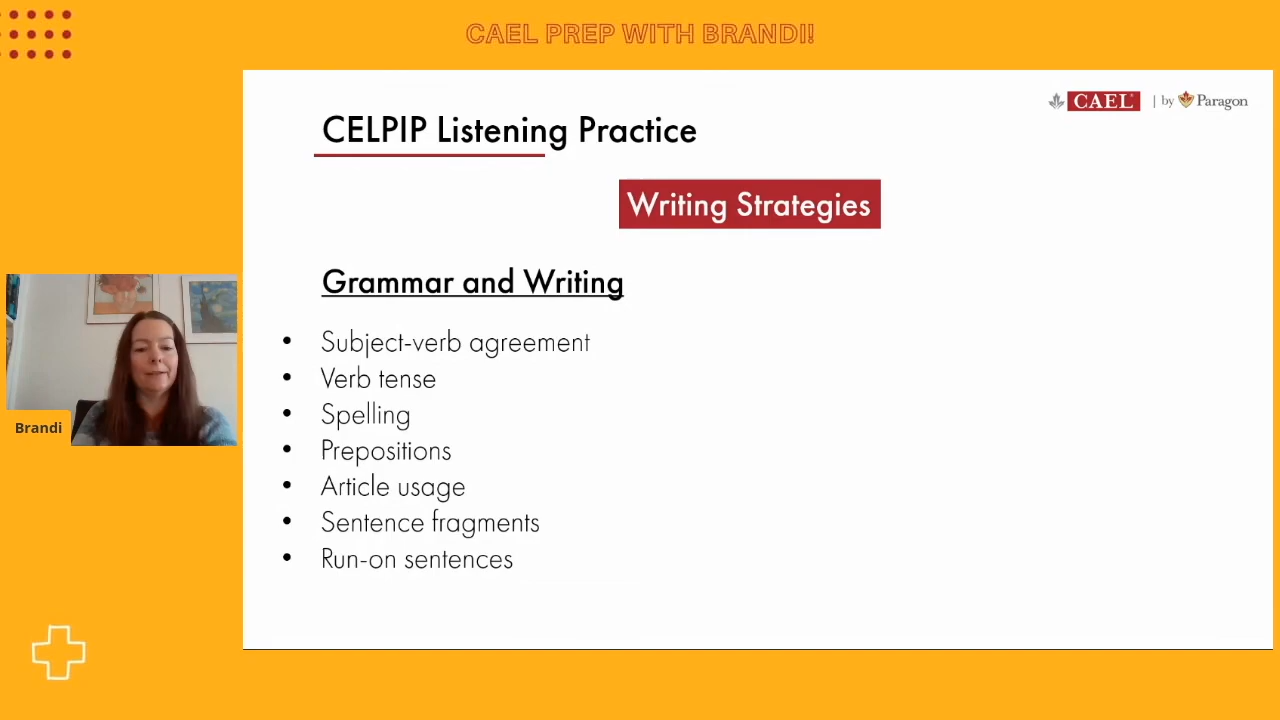 CAEL PREP WITH BRANDI!
CAEL | by Paragon
CELPIP Listening Practice
Writing Strategies
Grammar and Writing
• Subject-verb agreement
• Verb tense
• Spelling
• Prepositions
• Article usage
• Sentence fragments
• Run-on sentences
Brandi